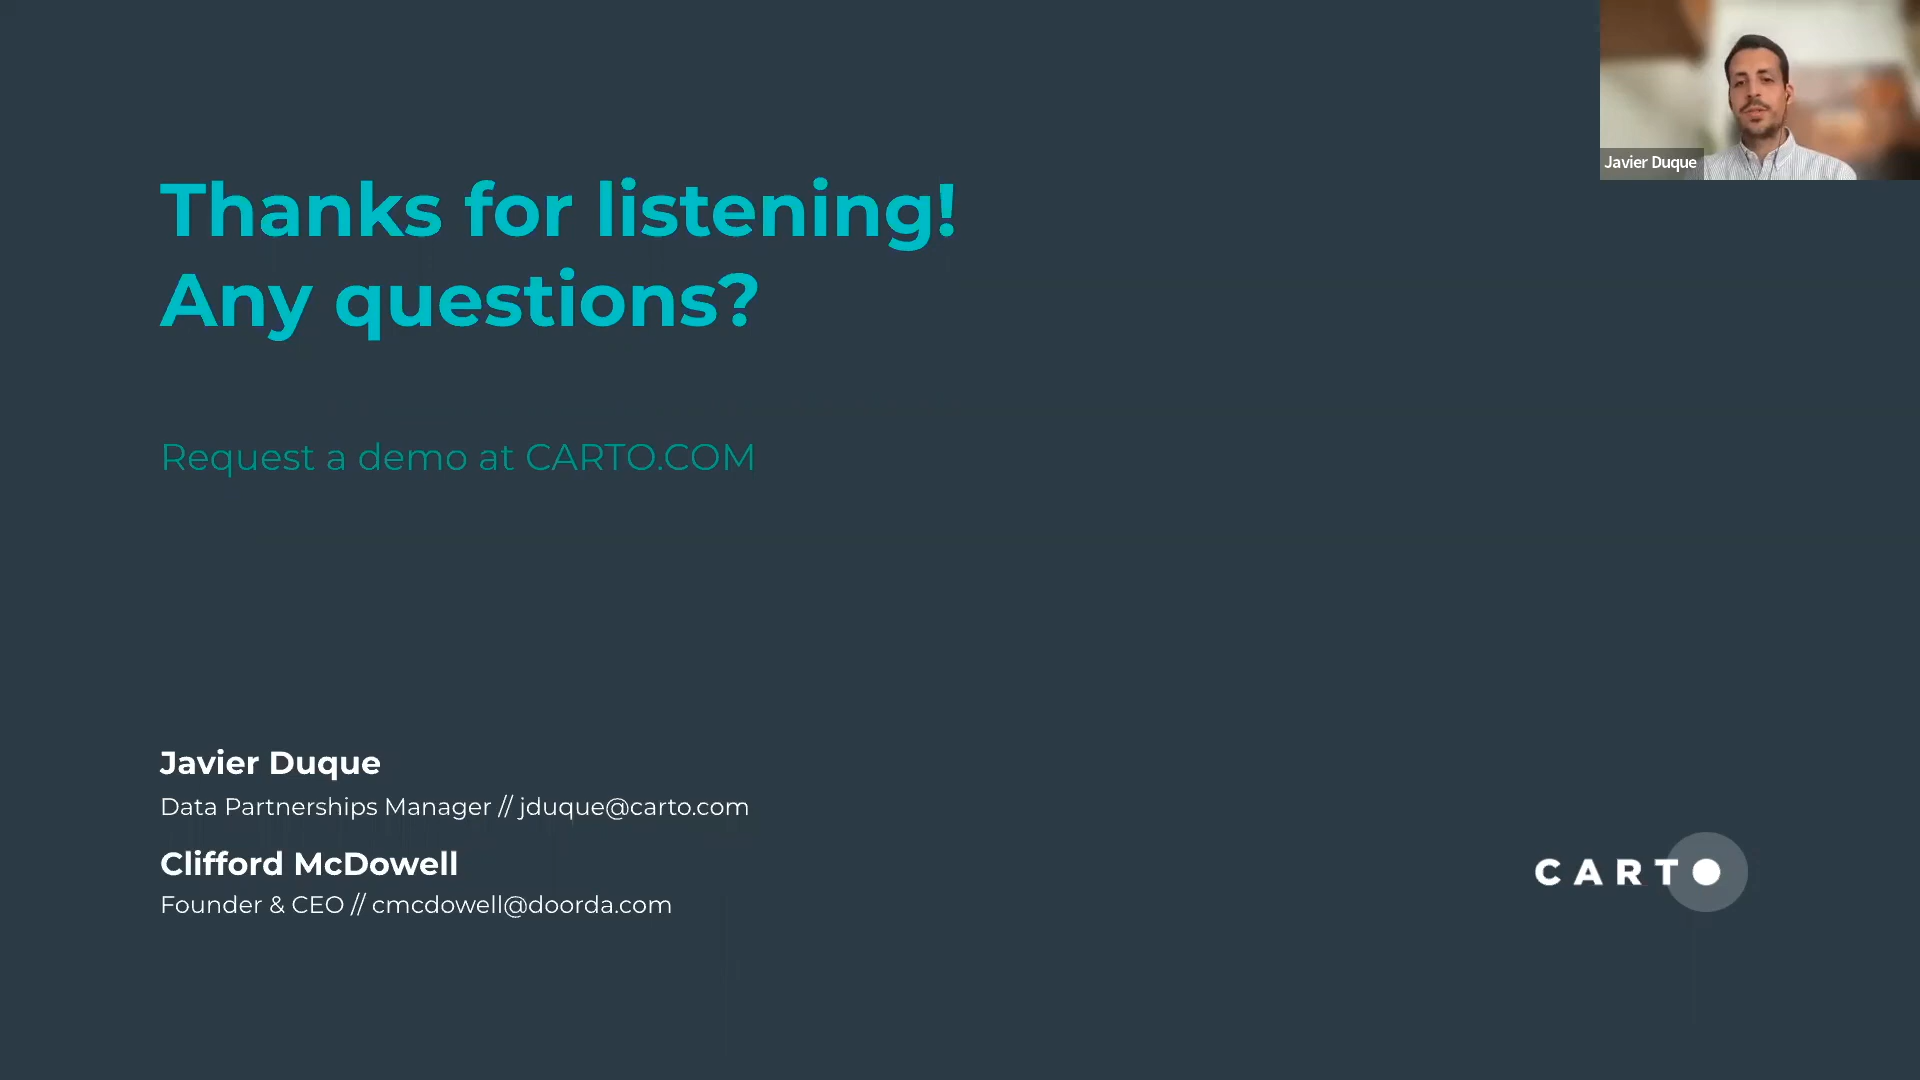 Javier Duque
Thanks for listening!
Any questions?
Request a demo at CARTO.COM
Javier Duque
Data Partnerships Manager // jduque@carto.com
Clifford McDowell
Founder & CEO // cmcdowell@doorda.com
CARTO